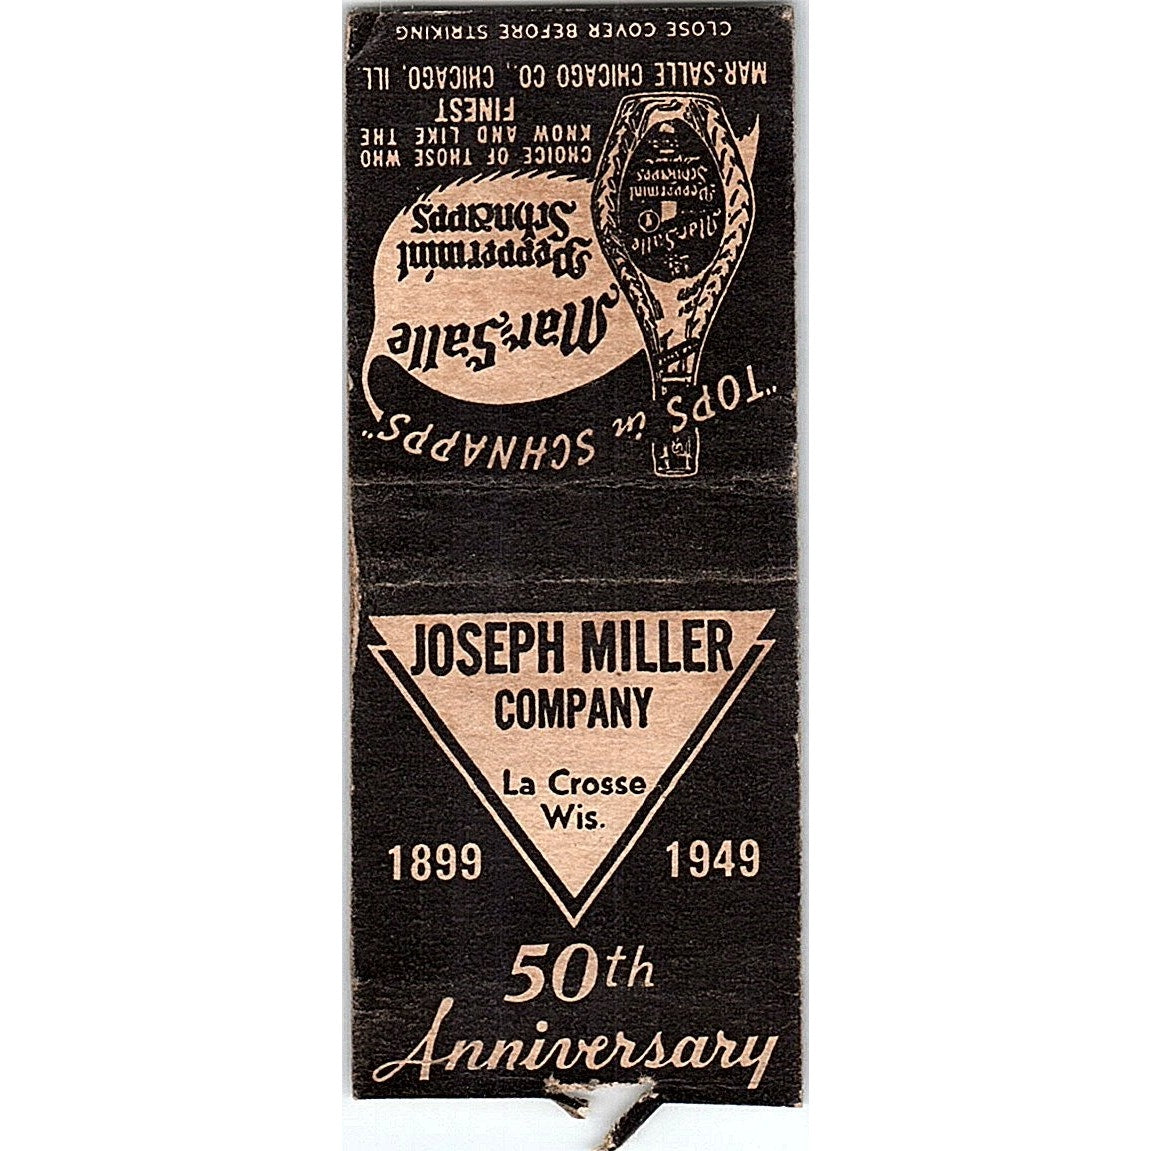 JOSEPH MILLER
COMPANY
La Crosse
Wis.
1899 1949
50th
Anniversary
"TOPS in SCHNAPPS"
Mar-Salle
Peppermint
Schnapps
Mar-Salle
Peppermint
Schnapps
CHOICE OF THOSE WHO
KNOW AND LIKE THE
FINEST
MAR-SALLE CHICAGO CO., CHICAGO, ILL.
CLOSE COVER BEFORE STRIKING